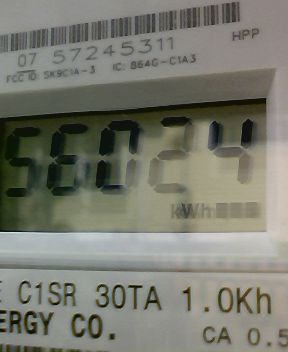 07 57245311
HPP
FCC ID: SK9C1A-3 IC: 864G-C1A3
56024
kWh
E C1SR 30TA 1.0Kh
ERGY CO.
CA 0.5